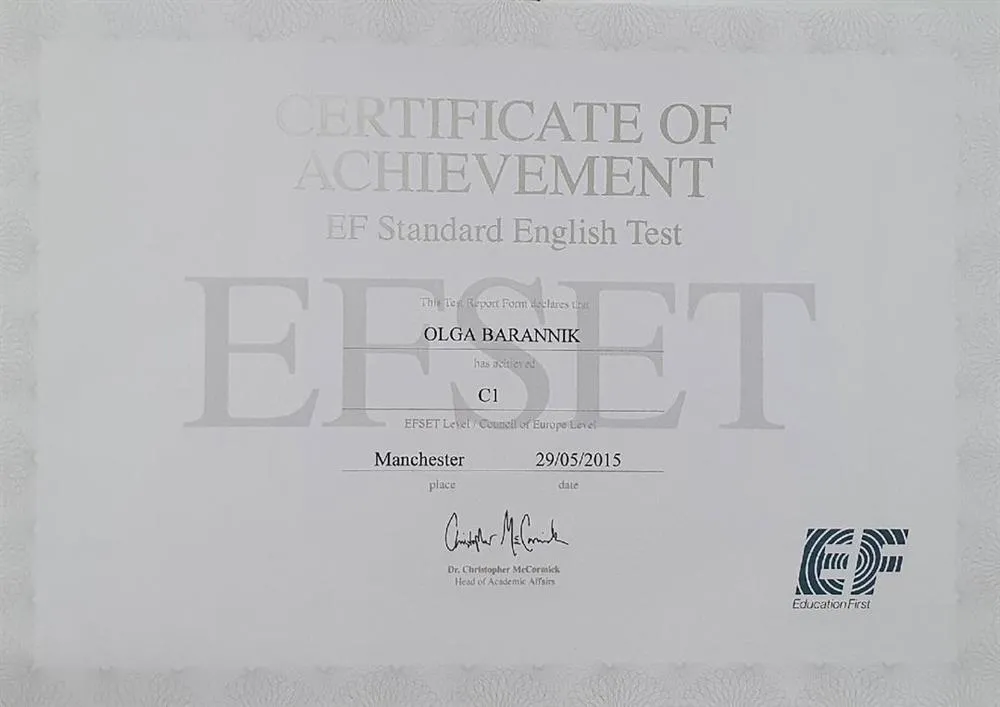 CERTIFICATE OF
ACHIEVEMENT
EF Standard English Test
EFSET
This Test Report Form declares that
OLGA BARANNIK
has achieved
C1
EFSET Level / Council of Europe Level
Manchester 29/05/2015
place date
Christopher McCormick
Dr. Christopher McCormick
Head of Academic Affairs
EF
Education First